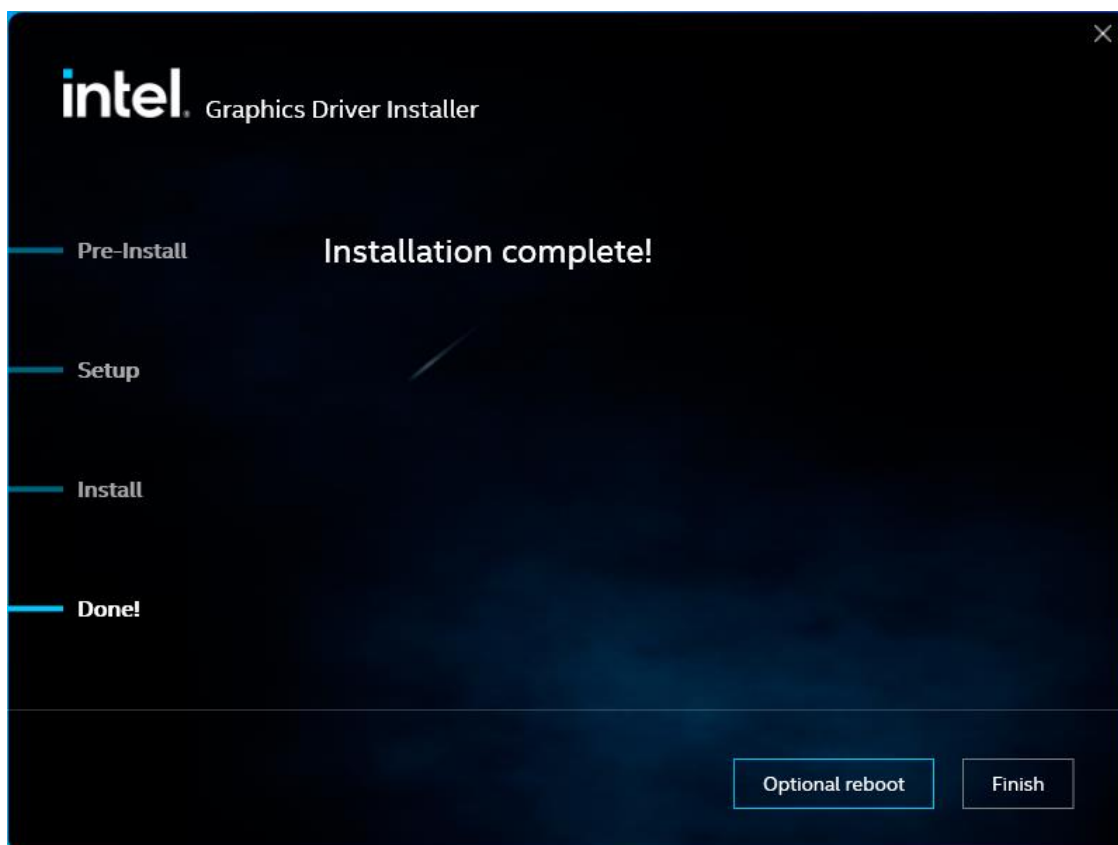 intel. Graphics Driver Installer
Pre-Install
Installation complete!
Setup
Install
Done!
Optional reboot
Finish